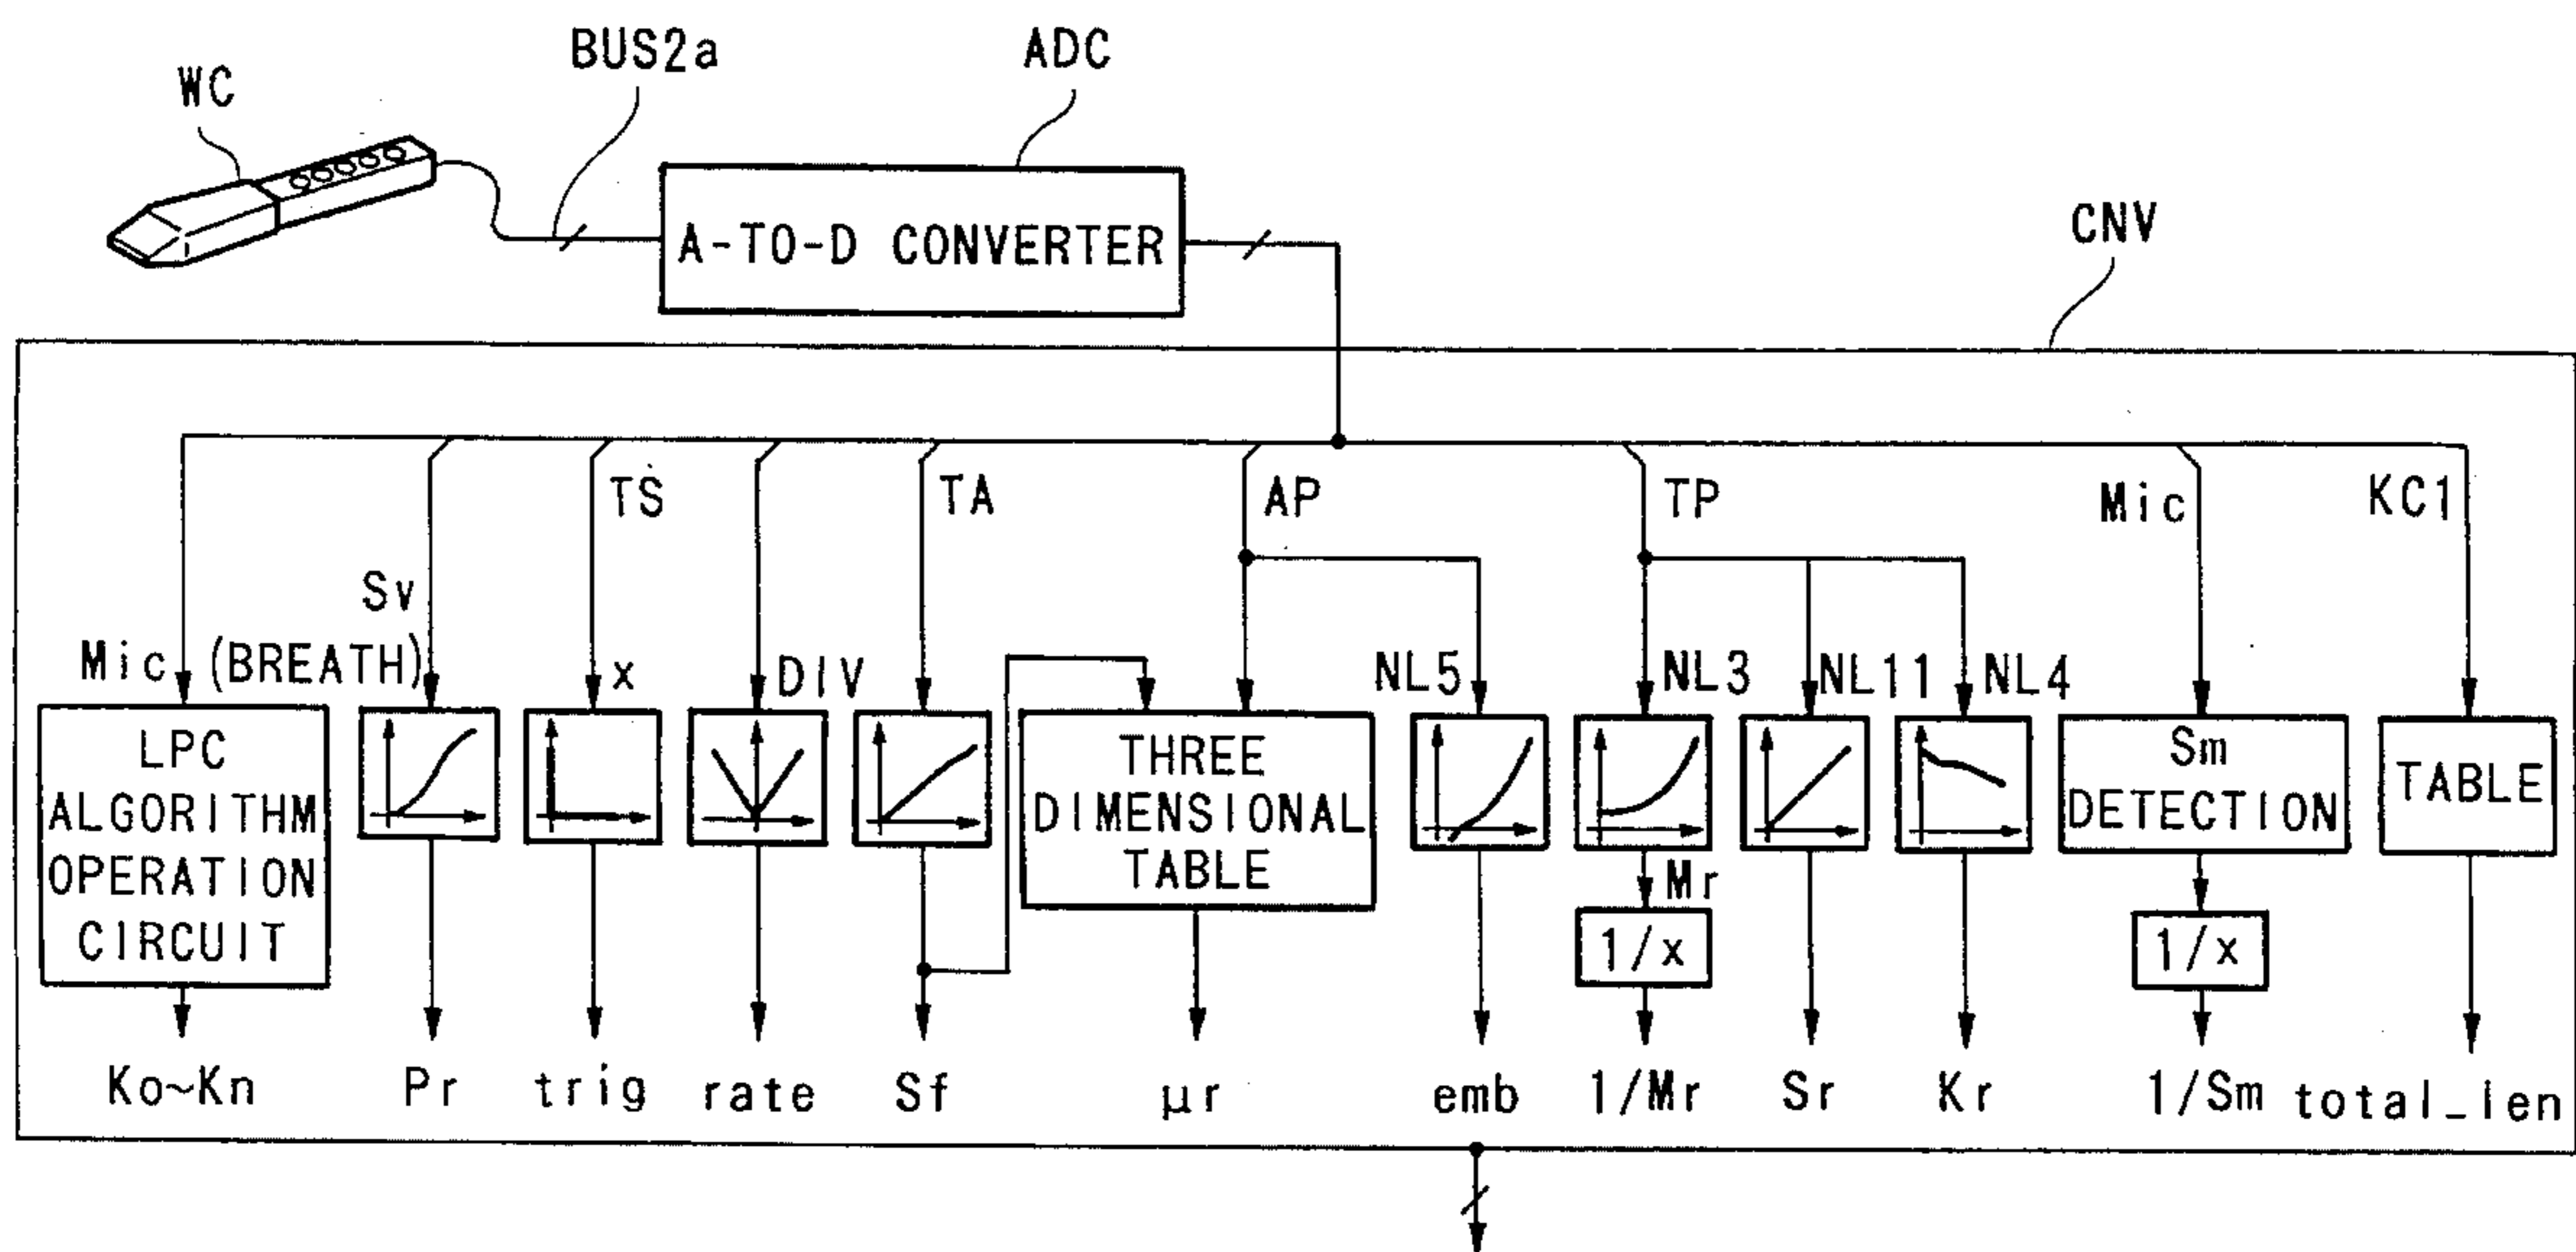 BUS2a
ADC
WC
A-TO-D CONVERTER
CNV
TS
TA
AP
TP
Mic
KC1
Sv
Mic (BREATH)
x
DIV
NL5
NL3
NL11
NL4
LPC
ALGORITHM
OPERATION
CIRCUIT
THREE
DIMENSIONAL
TABLE
Sm
DETECTION
TABLE
Mr
1/x
1/x
Ko~Kn
Pr
trig
rate
Sf
μr
emb
1/Mr
Sr
Kr
1/Sm
total_len